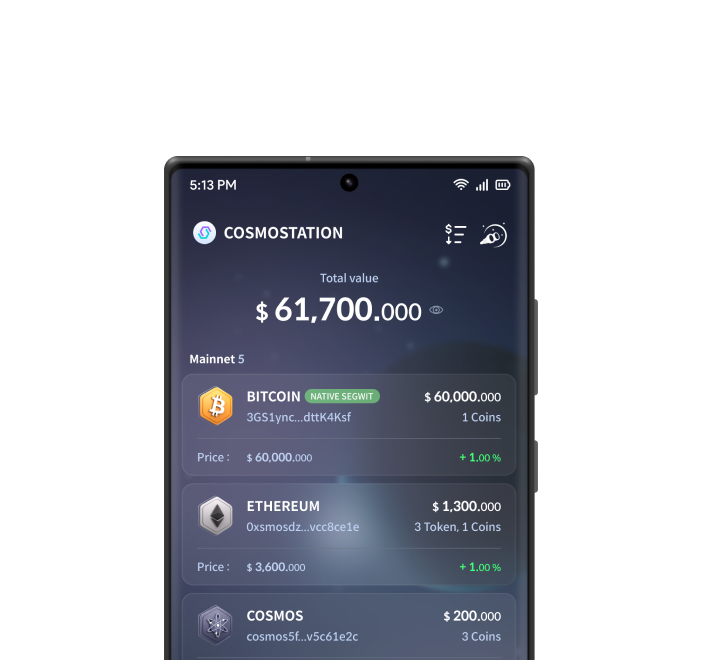 5:13 PM
COSMOSTATION
Total value
$ 61,700.000
Mainnet 5
BITCOIN NATIVE SEGWIT $ 60,000.000
3GS1ync...dttK4Ksf 1 Coins
Price : $ 60,000.000 + 1.00 %
ETHEREUM $ 1,300.000
0xsmosdz...vcc8ce1e 3 Token, 1 Coins
Price : $ 3,600.000 + 1.00 %
COSMOS $ 200.000
cosmos5f...v5c61e2c 3 Coins